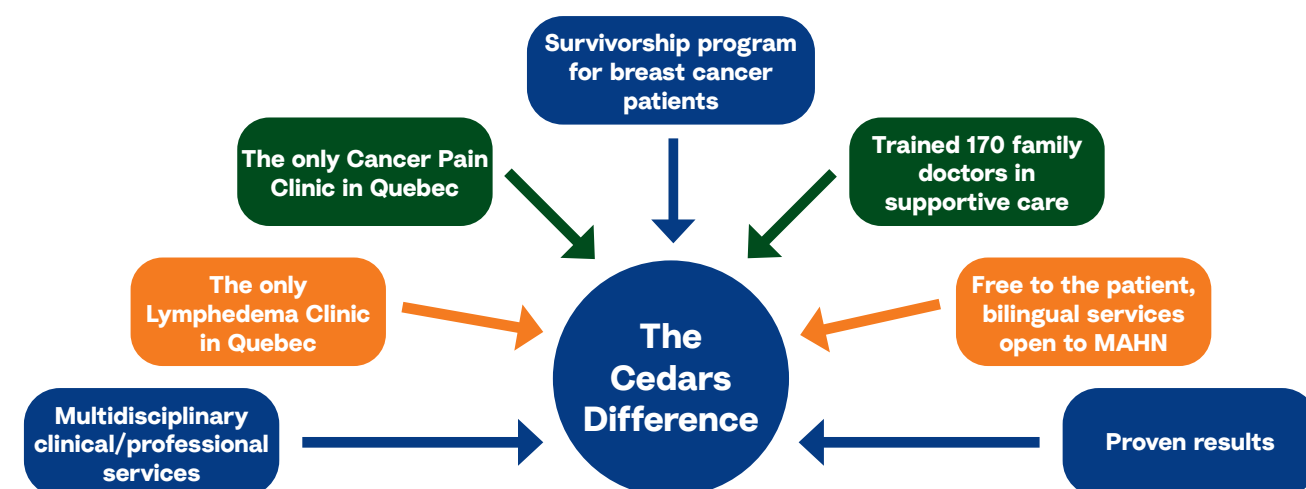 Survivorship program
for breast cancer
patients
The only Cancer Pain
Clinic in Quebec
Trained 170 family
doctors in
supportive care
The only
Lymphedema Clinic
in Quebec
Free to the patient,
bilingual services
open to MAHN
The
Cedars
Difference
Multidisciplinary
clinical/professional
services
Proven results